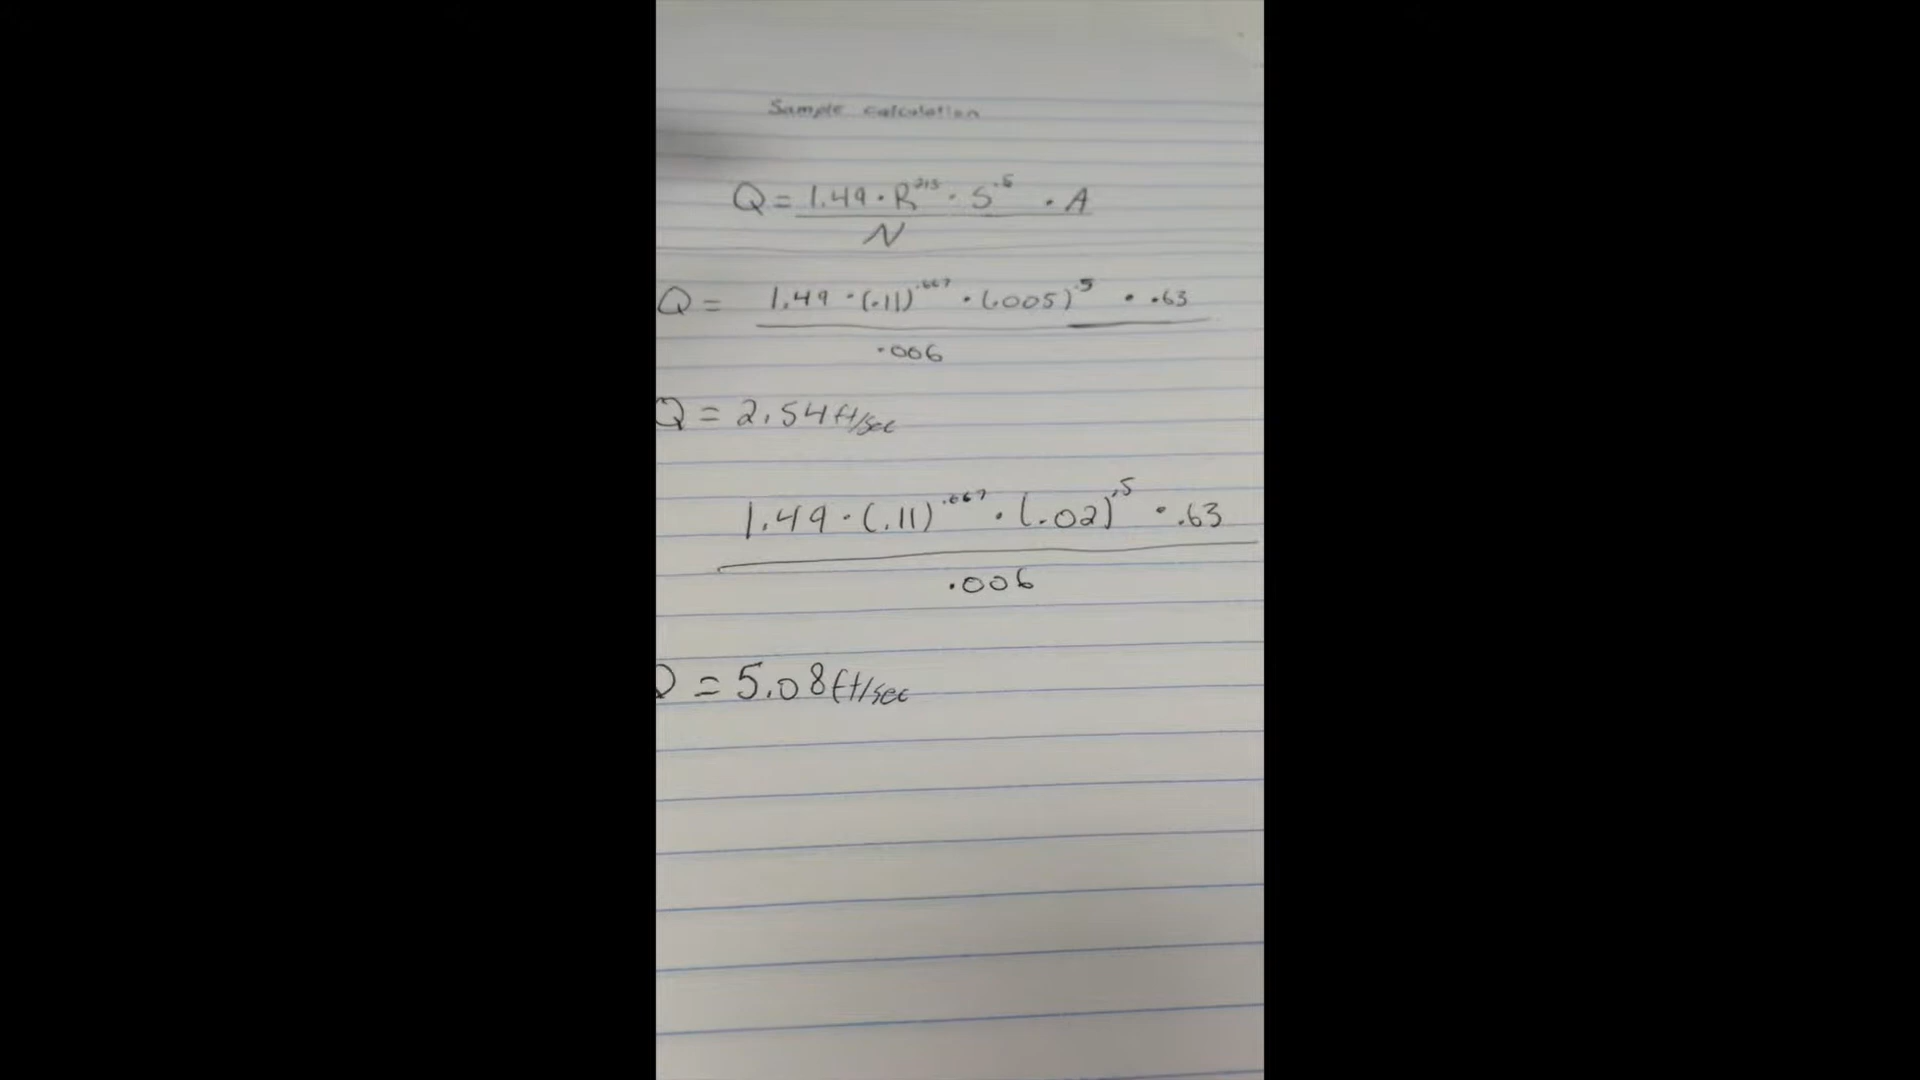 Sample calculation
Q = 1.49 · R^2/3 · S^.5 · A
N
Q = 1.49 · (.11)^.667 · (.005)^.5 · .63
.006
Q = 2.54 ft/sec
1.49 · (.11)^.667 · (.02)^.5 · .63
.006
Q = 5.08 ft/sec